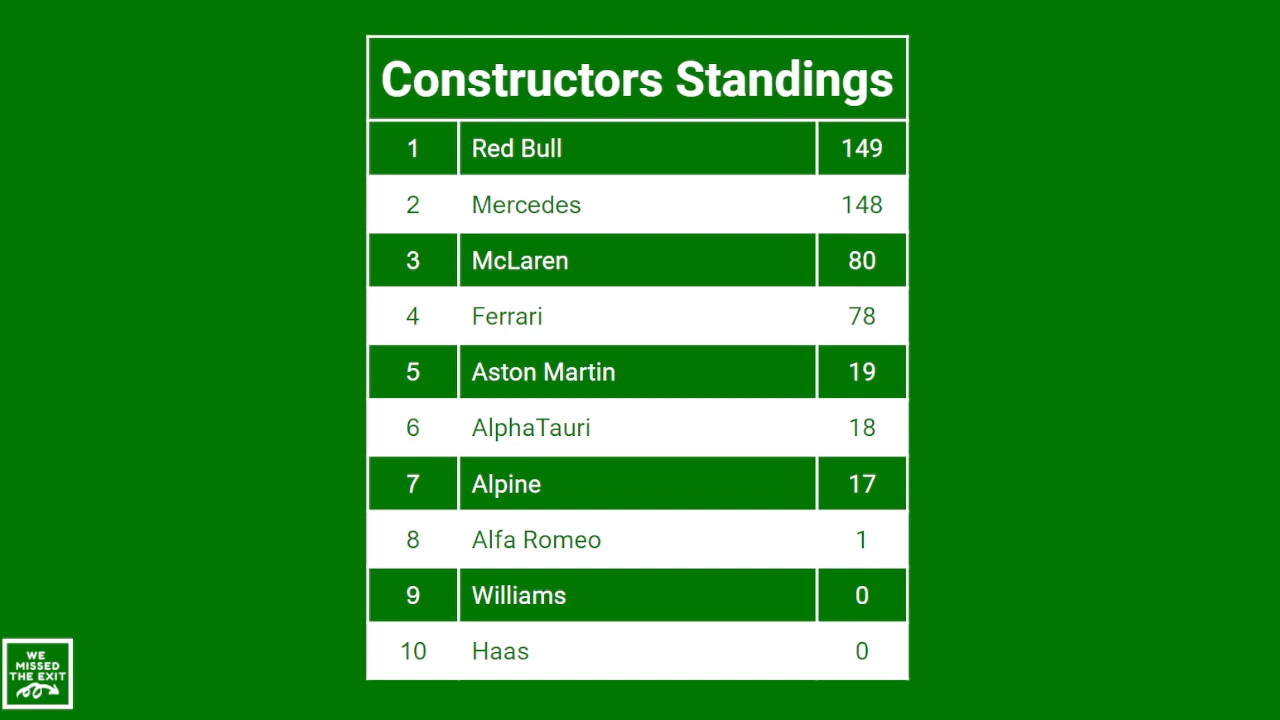 Constructors Standings
1 Red Bull 149
2 Mercedes 148
3 McLaren 80
4 Ferrari 78
5 Aston Martin 19
6 AlphaTauri 18
7 Alpine 17
8 Alfa Romeo 1
9 Williams 0
10 Haas 0
WE
MISSED
THE EXIT